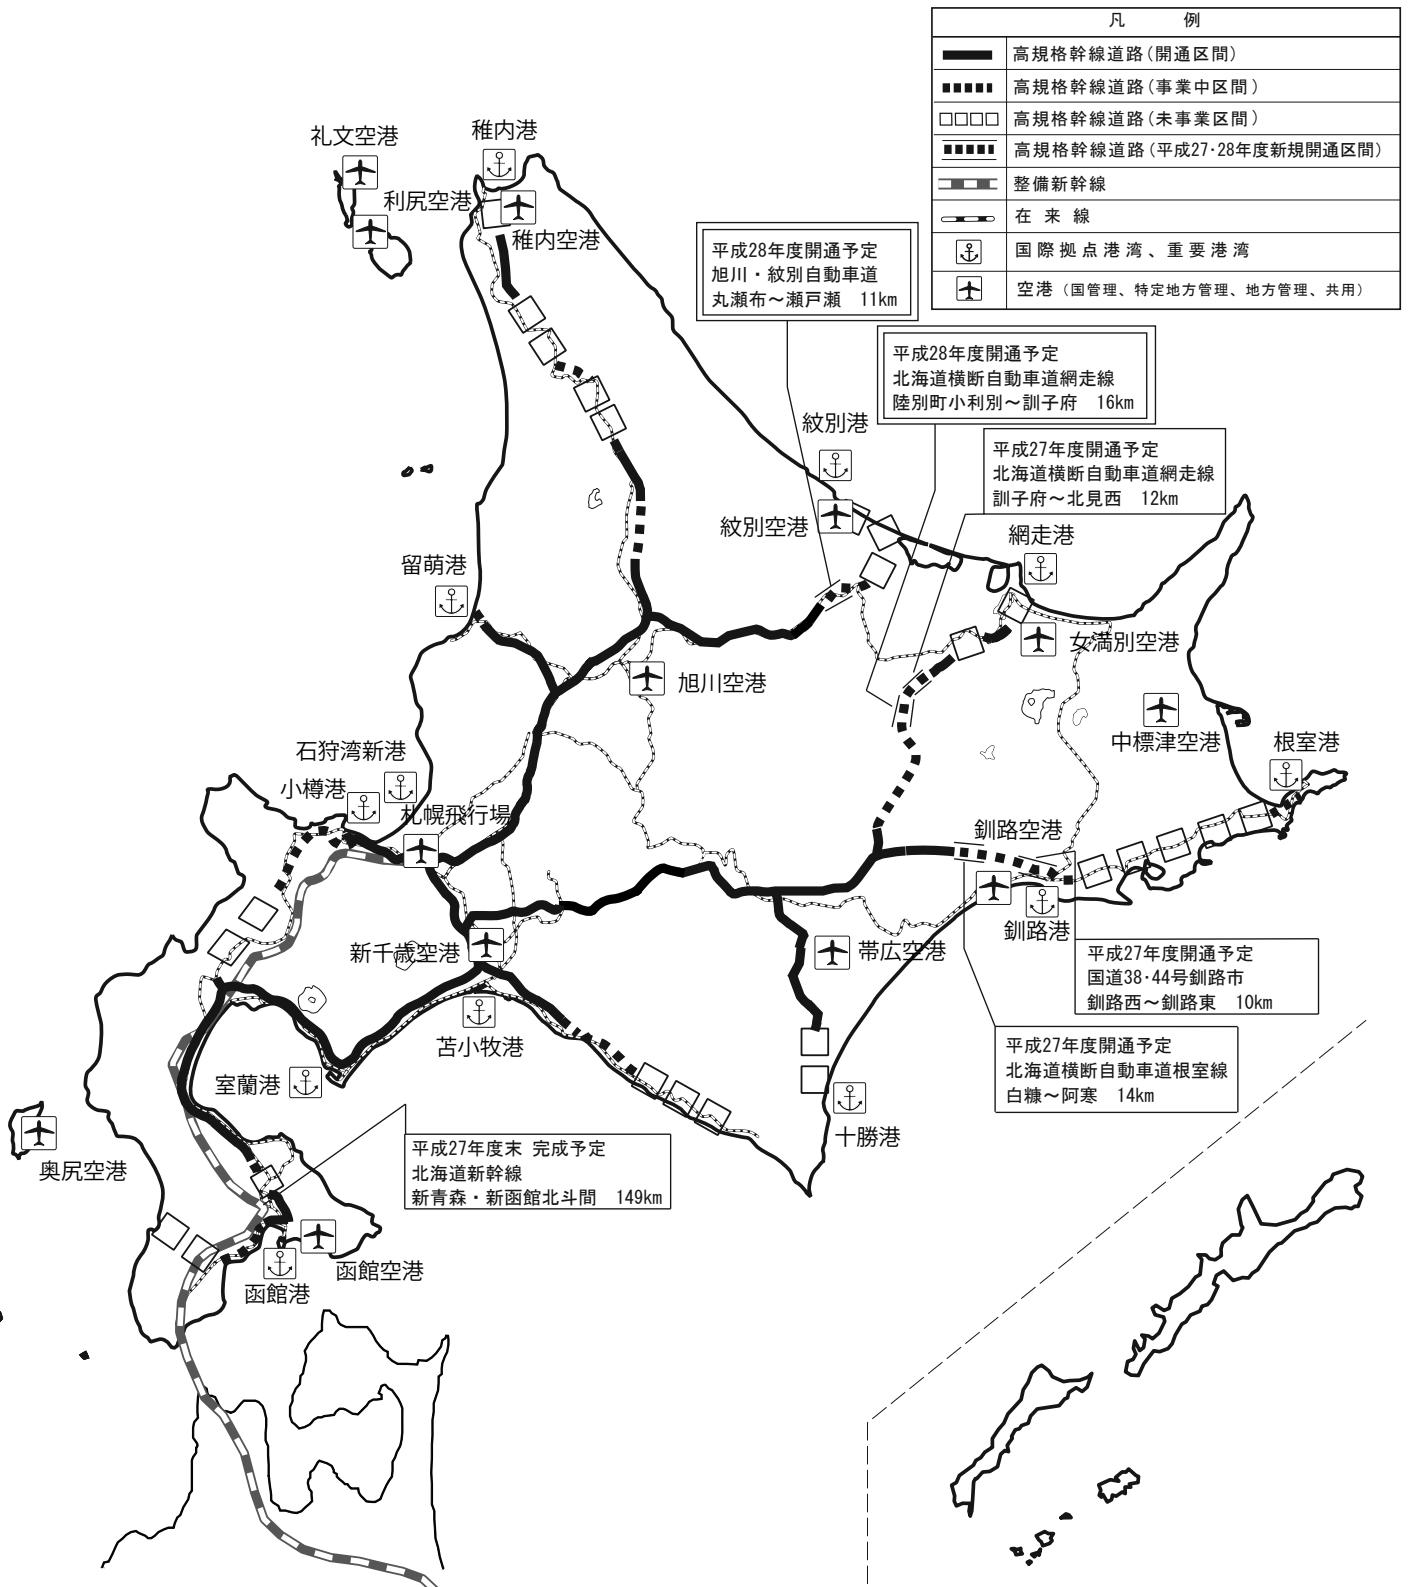 凡　例
高規格幹線道路(開通区間)
高規格幹線道路(事業中区間)
高規格幹線道路(未事業区間)
高規格幹線道路(平成27・28年度新規開通区間)
整備新幹線
在来線
国際拠点港湾、重要港湾
空港(国管理、特定地方管理、地方管理、共用)
礼文空港
稚内港
利尻空港
稚内空港
平成28年度開通予定
旭川・紋別自動車道
丸瀬布～瀬戸瀬　11km
平成28年度開通予定
北海道横断自動車道網走線
陸別町小利別～訓子府　16km
紋別港
平成27年度開通予定
北海道横断自動車道網走線
訓子府～北見西　12km
紋別空港
網走港
留萌港
女満別空港
旭川空港
中標津空港
根室港
石狩湾新港
小樽港
札幌飛行場
釧路空港
釧路港
新千歳空港
帯広空港
平成27年度開通予定
国道38・44号釧路市
釧路西～釧路東　10km
苫小牧港
平成27年度開通予定
北海道横断自動車道根室線
白糠～阿寒　14km
室蘭港
十勝港
奥尻空港
平成27年度末 完成予定
北海道新幹線
新青森・新函館北斗間　149km
函館空港
函館港